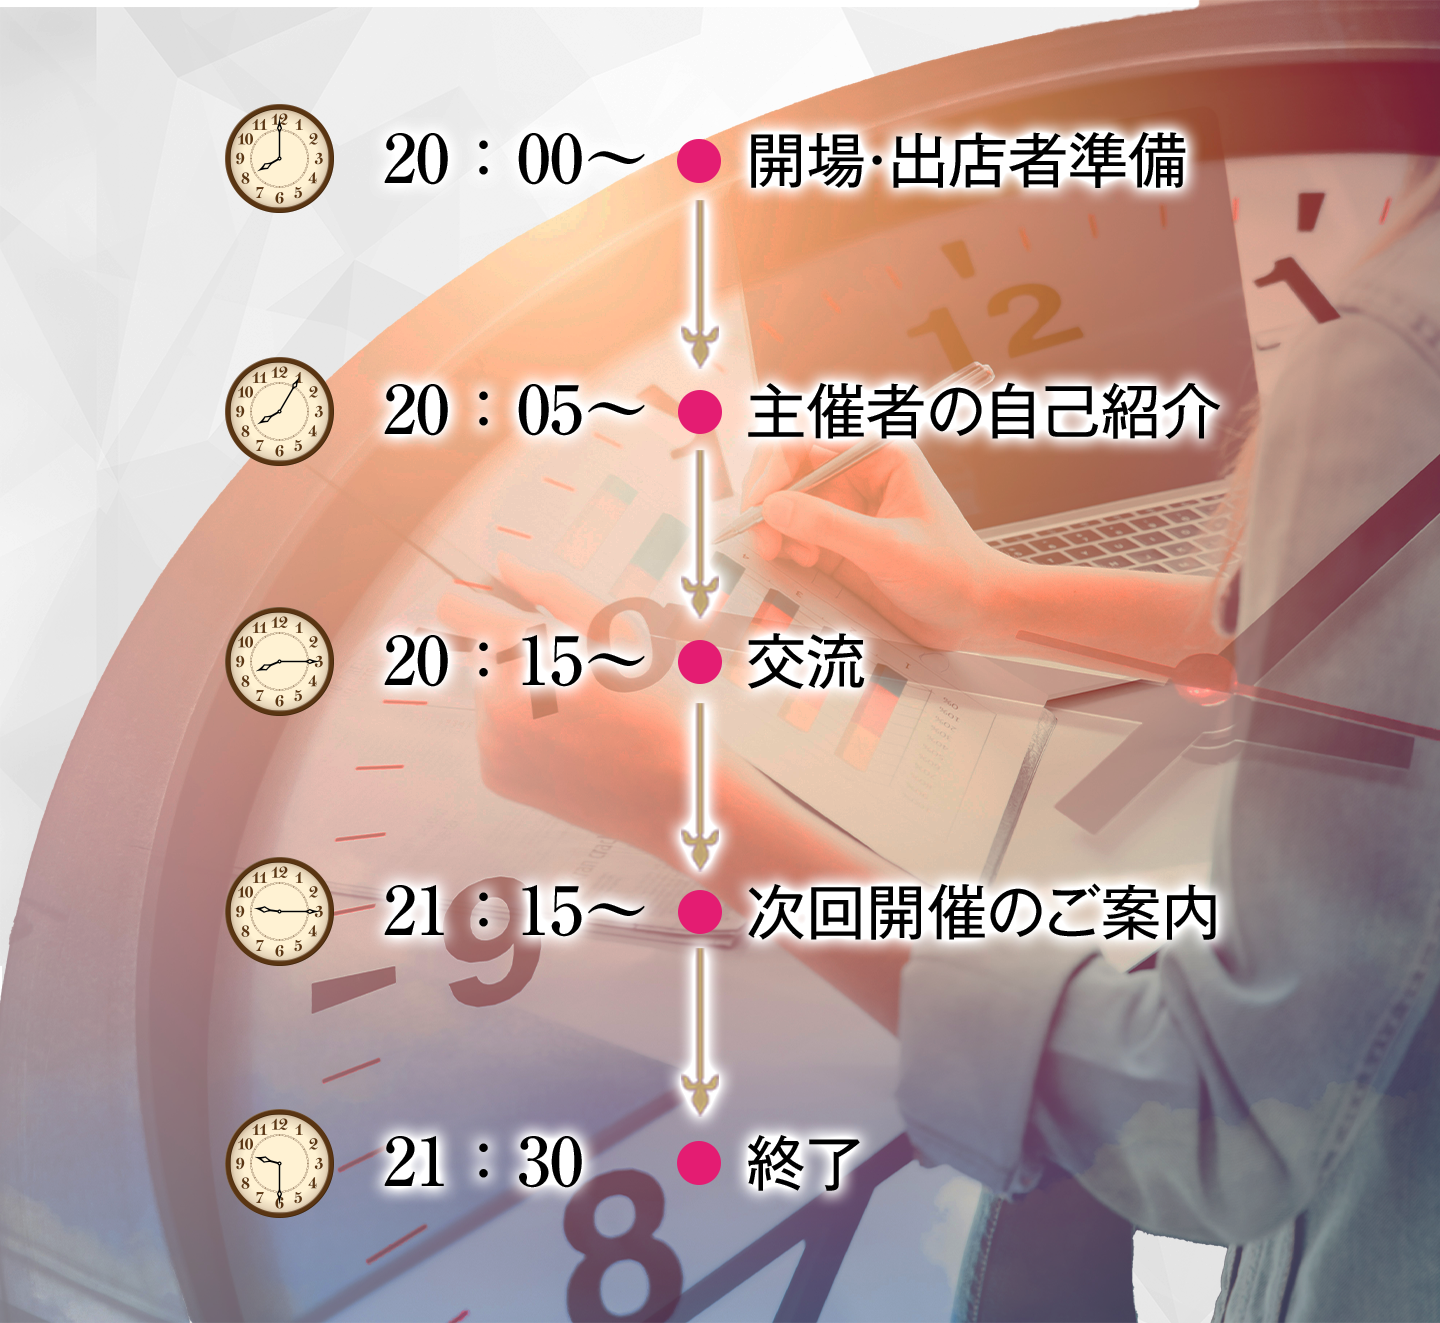 20：00～ 開場・出店者準備
20：05～ 主催者の自己紹介
20：15～ 交流
21：15～ 次回開催のご案内
21：30 終了